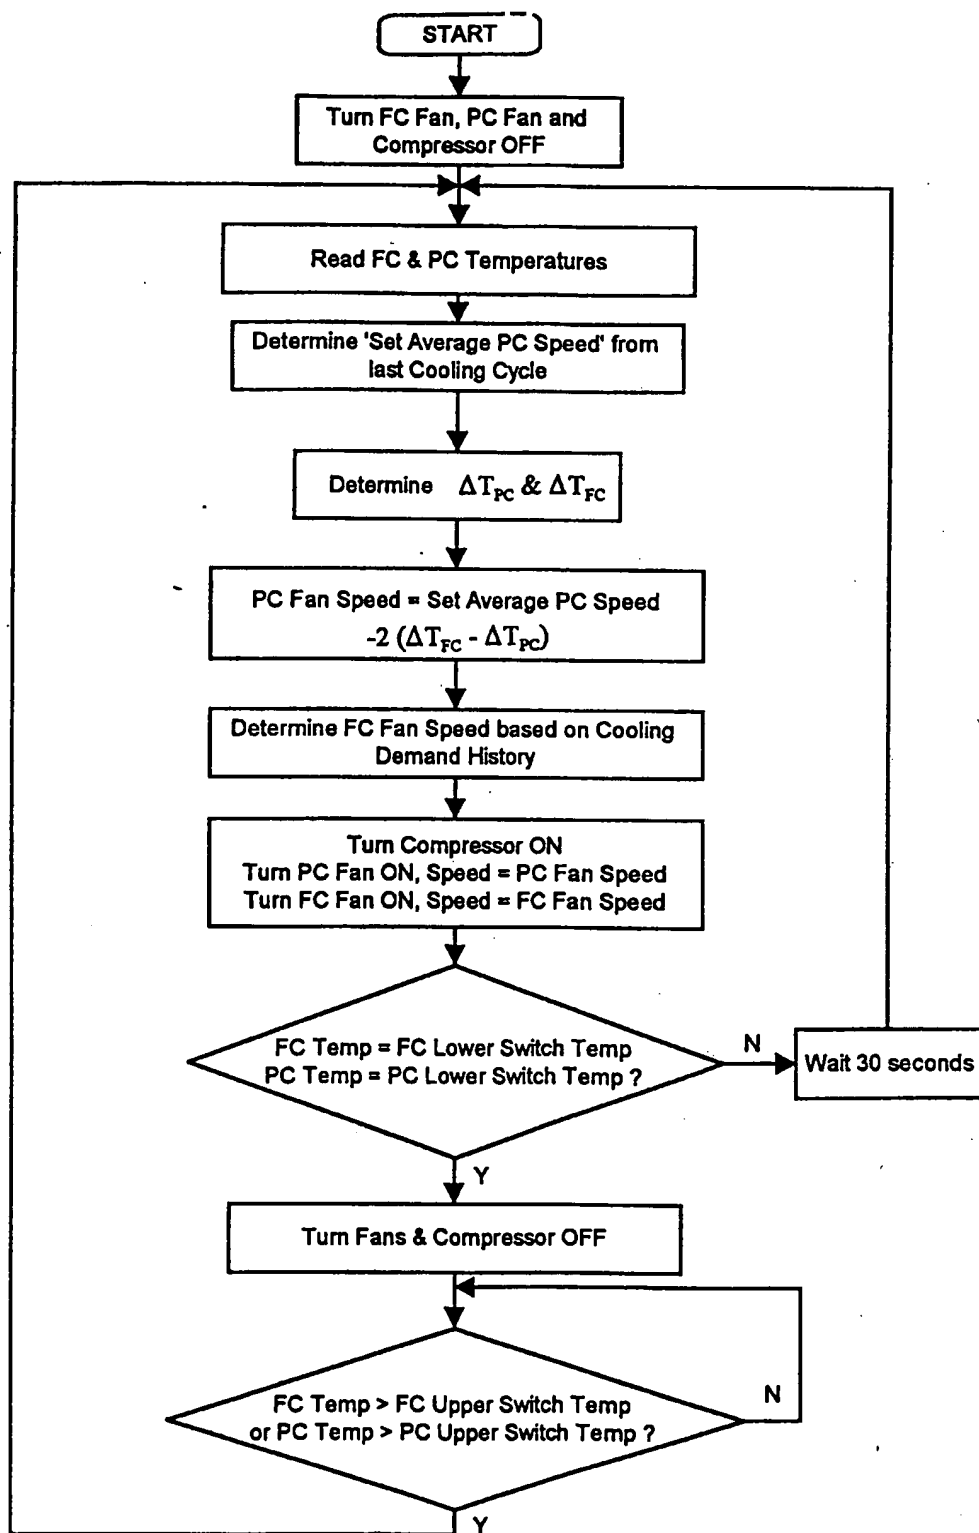 START
Turn FC Fan, PC Fan and
Compressor OFF
Read FC & PC Temperatures
Determine 'Set Average PC Speed' from
last Cooling Cycle
Determine ΔT_PC & ΔT_FC
PC Fan Speed = Set Average PC Speed
-2 (ΔT_FC - ΔT_PC)
Determine FC Fan Speed based on Cooling
Demand History
Turn Compressor ON
Turn PC Fan ON, Speed = PC Fan Speed
Turn FC Fan ON, Speed = FC Fan Speed
FC Temp = FC Lower Switch Temp
PC Temp = PC Lower Switch Temp ?
N
Wait 30 seconds
Y
Turn Fans & Compressor OFF
FC Temp > FC Upper Switch Temp
or PC Temp > PC Upper Switch Temp ?
N
Y